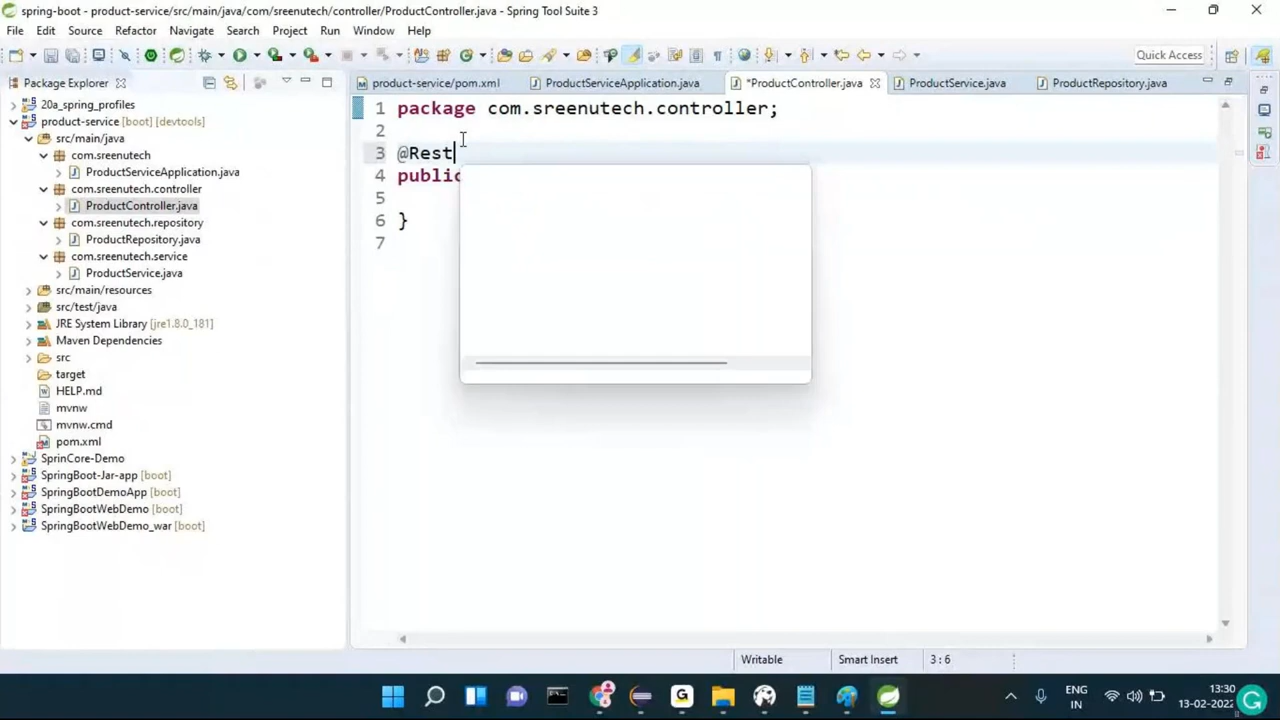 spring-boot - product-service/src/main/java/com/sreenutech/controller/ProductController.java - Spring Tool Suite 3
File Edit Source Refactor Navigate Search Project Run Window Help
Quick Access
Package Explorer
product-service/pom.xml
ProductServiceApplication.java
*ProductController.java
ProductService.java
ProductRepository.java
20a_spring_profiles
product-service [boot] [devtools]
src/main/java
com.sreenutech
ProductServiceApplication.java
com.sreenutech.controller
ProductController.java
com.sreenutech.repository
ProductRepository.java
com.sreenutech.service
ProductService.java
src/main/resources
src/test/java
JRE System Library [jre1.8.0_181]
Maven Dependencies
src
target
HELP.md
mvnw
mvnw.cmd
pom.xml
SprinCore-Demo
SpringBoot-Jar-app [boot]
SpringBootDemoApp [boot]
SpringBootWebDemo [boot]
SpringBootWebDemo_war [boot]
1 package com.sreenutech.controller;
2
3 @Rest
4 public
5
6 }
7
Writable
Smart Insert
3 : 6
ENG
IN
13:30
13-02-2022